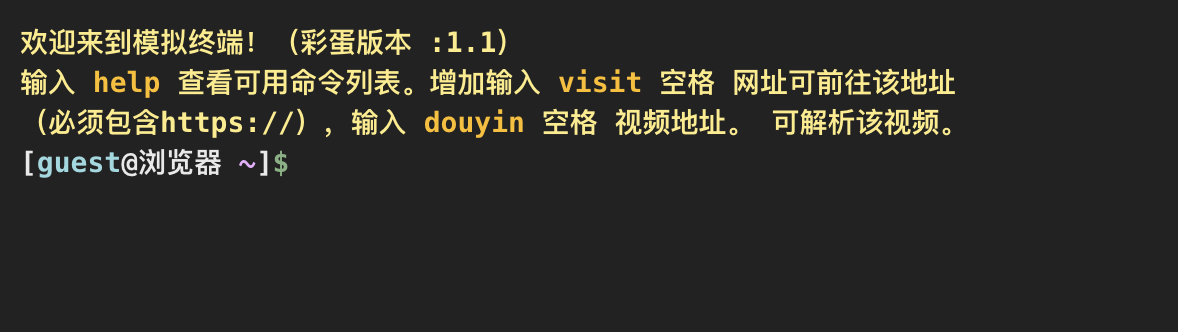 欢迎来到模拟终端！（彩蛋版本 :1.1）
输入 help 查看可用命令列表。增加输入 visit 空格 网址可前往该地址
（必须包含https://），输入 douyin 空格 视频地址。 可解析该视频。
[guest@浏览器 ~]$